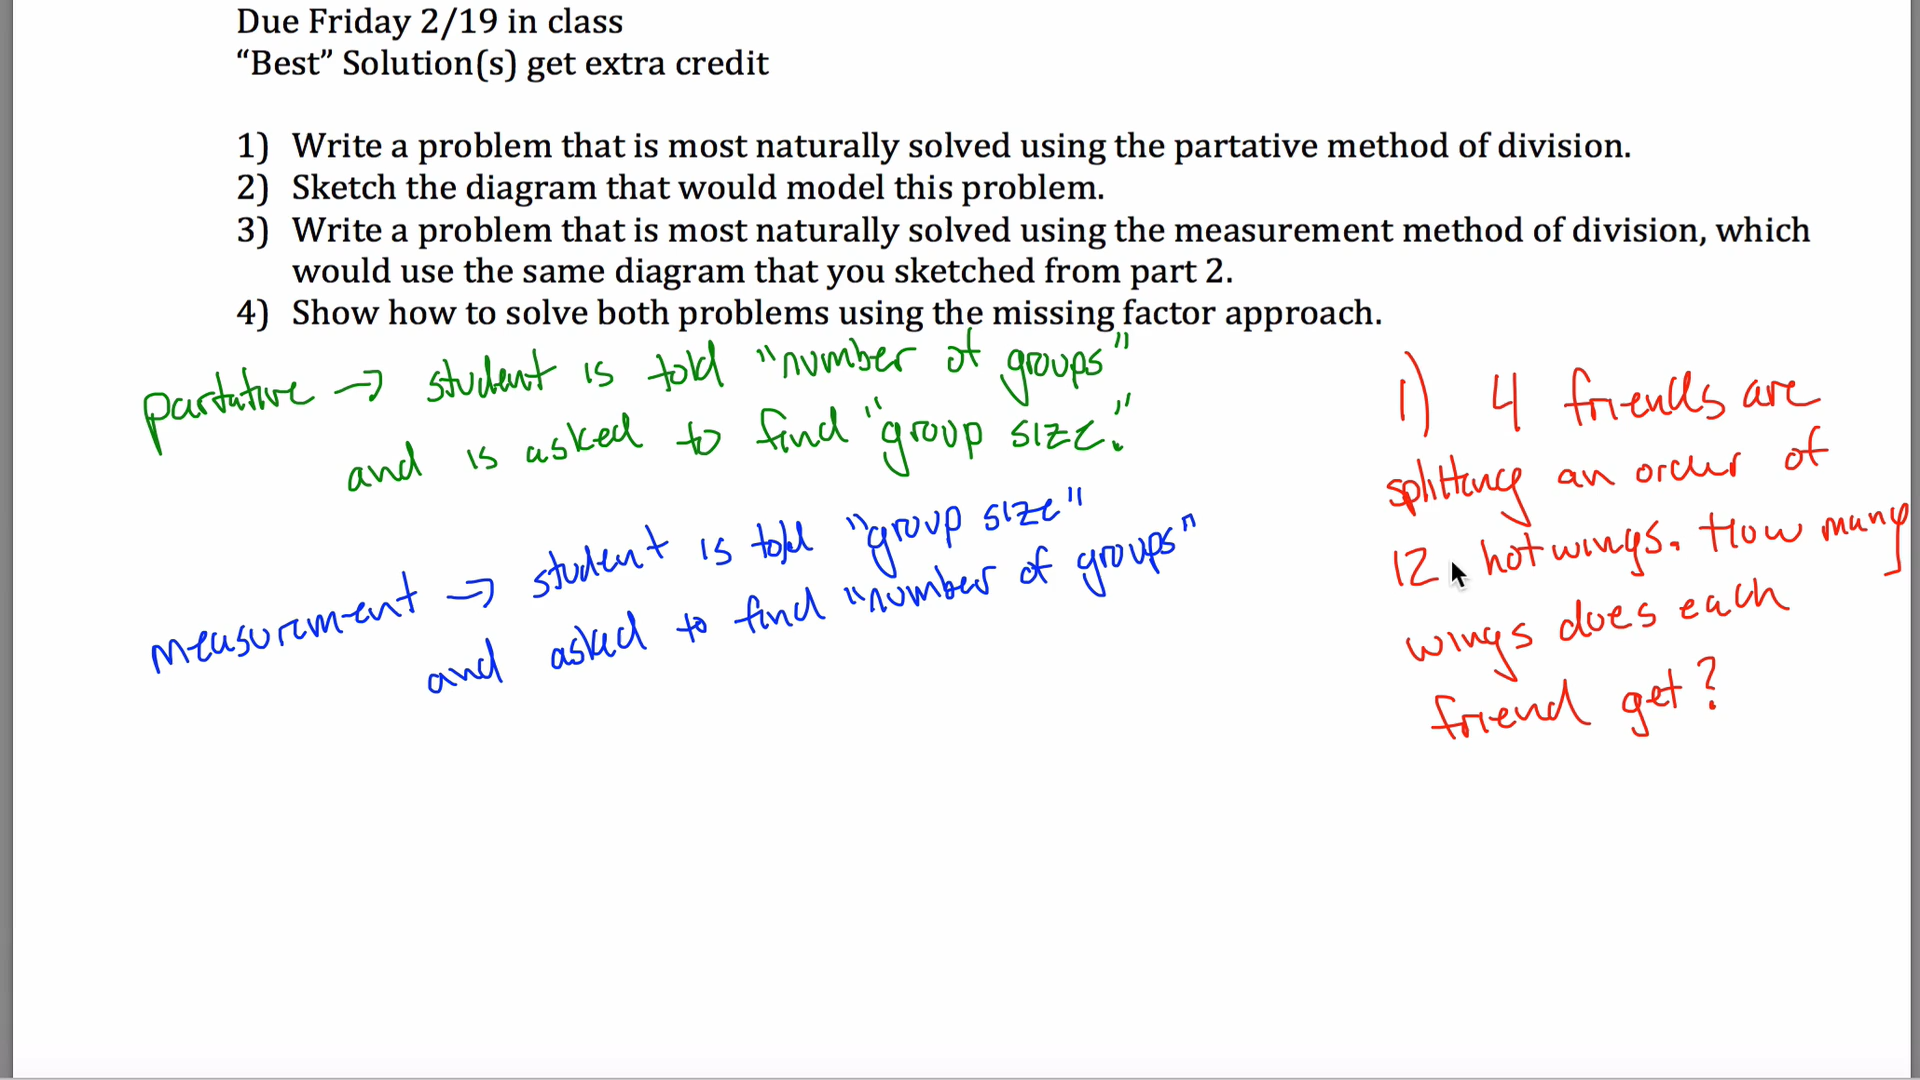 Due Friday 2/19 in class
“Best” Solution(s) get extra credit
1) Write a problem that is most naturally solved using the partative method of division.
2) Sketch the diagram that would model this problem.
3) Write a problem that is most naturally solved using the measurement method of division, which
would use the same diagram that you sketched from part 2.
4) Show how to solve both problems using the missing factor approach.
partative → student is told "number of groups"
and is asked to find "group size."
measurement → student is told "group size"
and asked to find "number of groups"
1) 4 friends are
splitting an order of
12 hot wings. How many
wings does each
friend get?